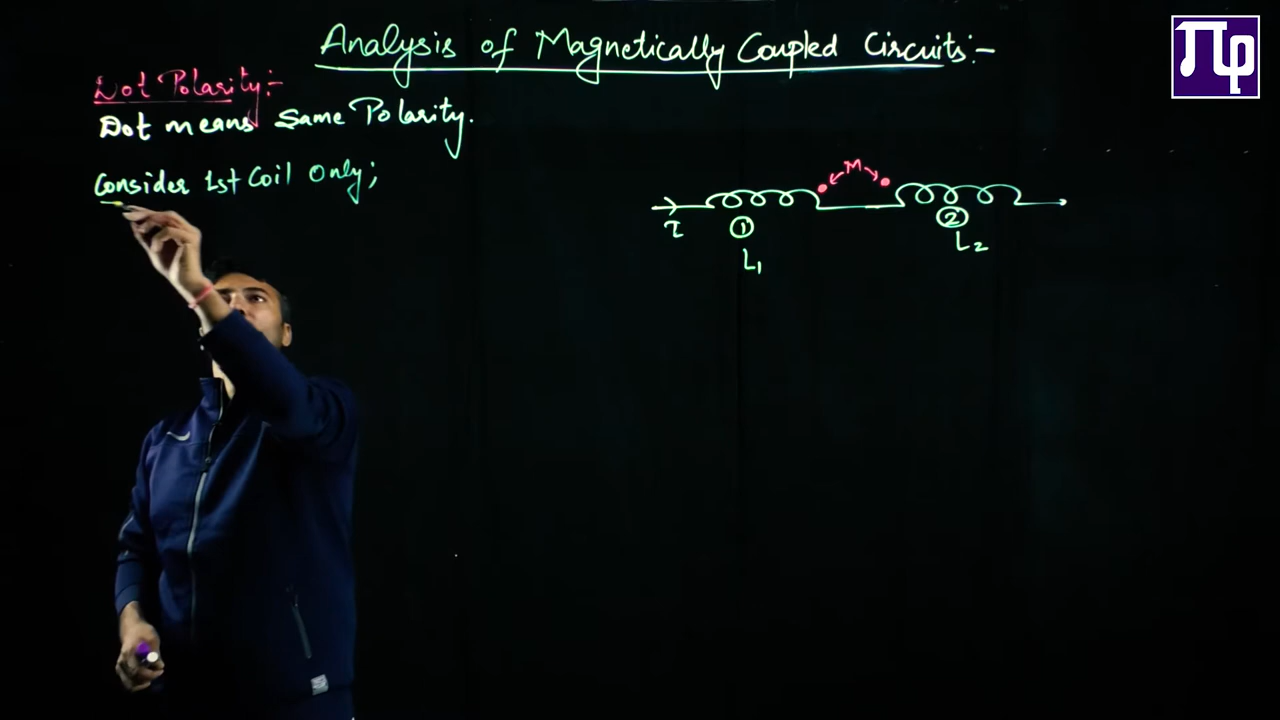 Analysis of Magnetically Coupled Circuits:-
Dot Polarity:-
Dot means Same Polarity.
Consider 1st Coil Only;
M
① ②
L₁ L₂
πφ